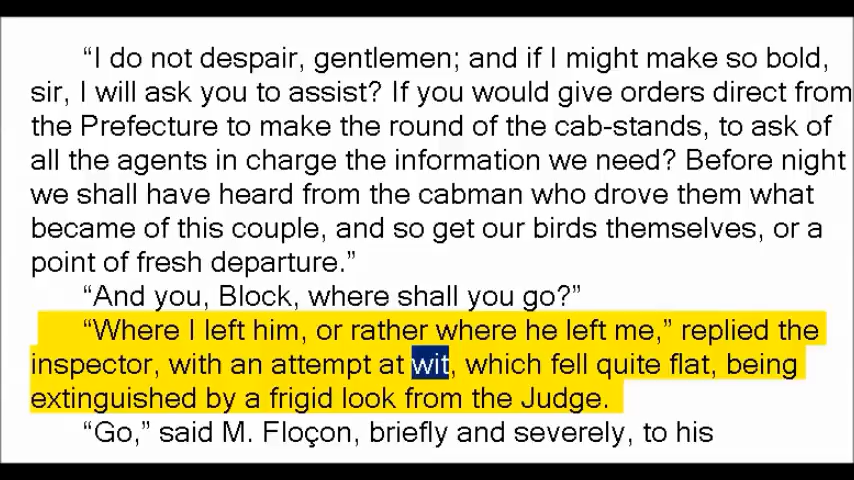 “I do not despair, gentlemen; and if I might make so bold,
sir, I will ask you to assist? If you would give orders direct from
the Prefecture to make the round of the cab-stands, to ask of
all the agents in charge the information we need? Before night
we shall have heard from the cabman who drove them what
became of this couple, and so get our birds themselves, or a
point of fresh departure.”
“And you, Block, where shall you go?”
“Where I left him, or rather where he left me,” replied the
inspector, with an attempt at wit, which fell quite flat, being
extinguished by a frigid look from the Judge.
“Go,” said M. Floçon, briefly and severely, to his